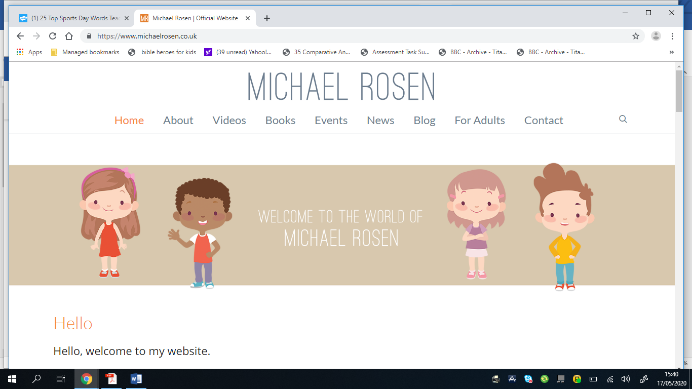 (1) 25 Top Sports Day Words Tea
Michael Rosen | Official Website
https://www.michaelrosen.co.uk
Apps Managed bookmarks bible heroes for kids (39 unread) Yahoo!... 35 Comparative An... Assessment Task Su... BBC - Archive - Tita... BBC - Archive - Tita...
MICHAEL ROSEN
Home About Videos Books Events News Blog For Adults Contact
WELCOME TO THE WORLD OF
MICHAEL ROSEN
Hello
Hello, welcome to my website.
15:40
17/05/2020